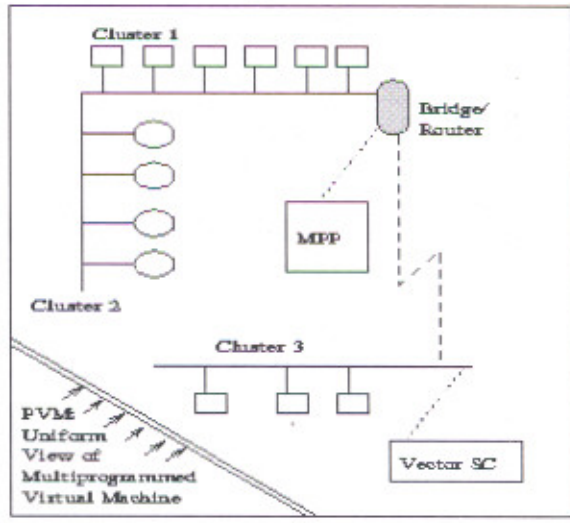 Cluster 1
Bridge/
Router
MPP
Cluster 2
Cluster 3
PVM:
Uniform
View of
Multiprogrammed
Virtual Machine
Vector SC